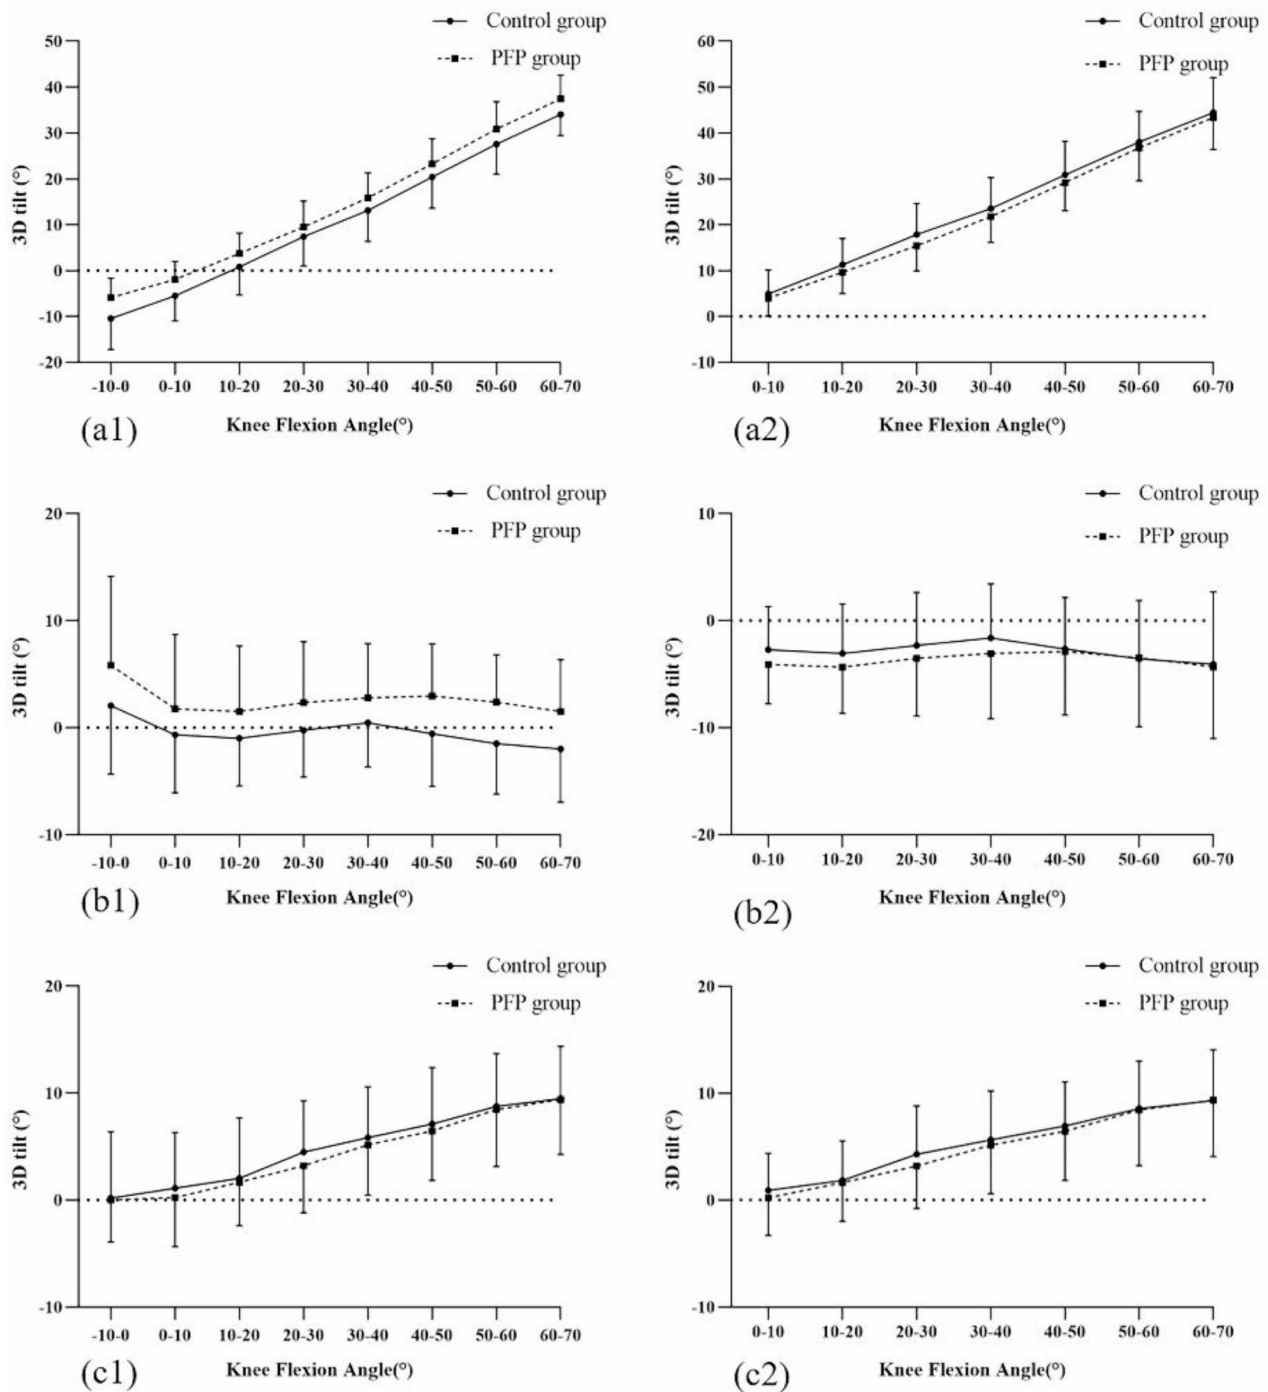 Control group
PFP group
50
40
30
20
10
0
-10
-20
3D tilt (°)
-10-0 0-10 10-20 20-30 30-40 40-50 50-60 60-70
Knee Flexion Angle(°)
(a1)
Control group
PFP group
60
50
40
30
20
10
0
-10
3D tilt (°)
0-10 10-20 20-30 30-40 40-50 50-60 60-70
Knee Flexion Angle(°)
(a2)
Control group
PFP group
20
10
0
-10
3D tilt (°)
-10-0 0-10 10-20 20-30 30-40 40-50 50-60 60-70
Knee Flexion Angle(°)
(b1)
Control group
PFP group
10
0
-10
-20
3D tilt (°)
0-10 10-20 20-30 30-40 40-50 50-60 60-70
Knee Flexion Angle(°)
(b2)
Control group
PFP group
20
10
0
-10
3D tilt (°)
-10-0 0-10 10-20 20-30 30-40 40-50 50-60 60-70
Knee Flexion Angle(°)
(c1)
Control group
PFP group
20
10
0
-10
3D tilt (°)
0-10 10-20 20-30 30-40 40-50 50-60 60-70
Knee Flexion Angle(°)
(c2)